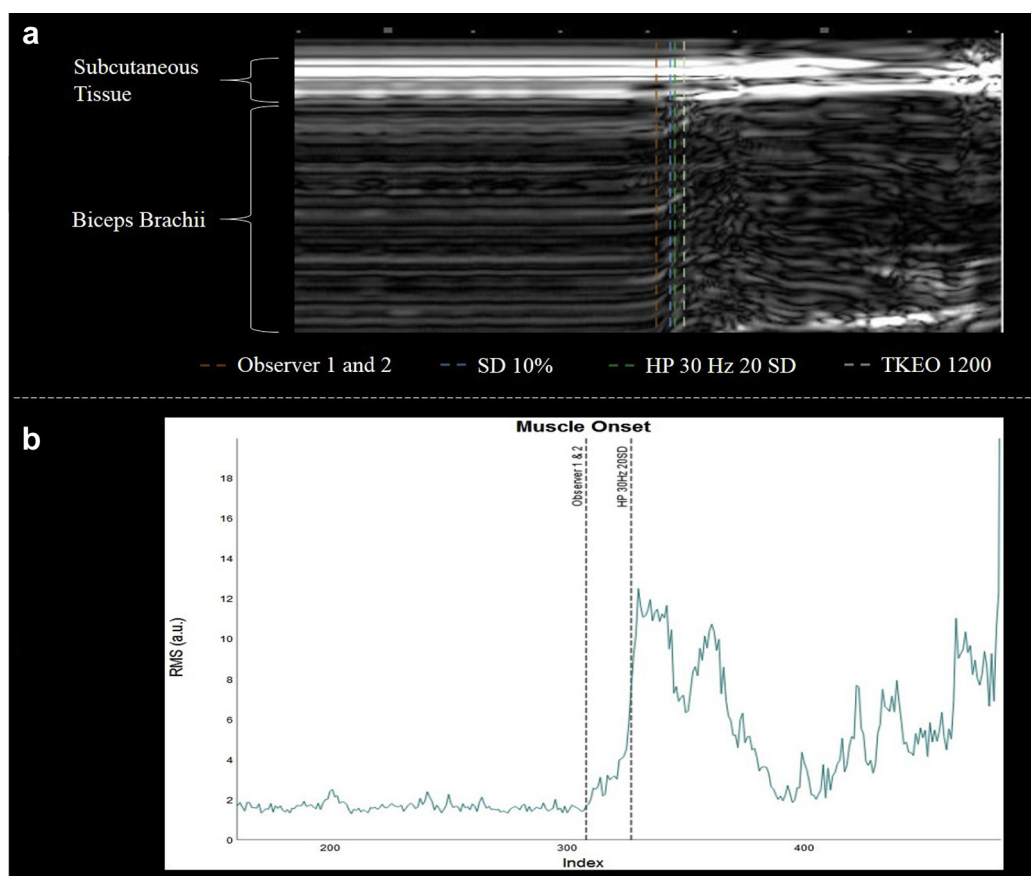 a
Subcutaneous
Tissue
Biceps Brachii
Observer 1 and 2
SD 10%
HP 30 Hz 20 SD
TKEO 1200
b
Muscle Onset
Observer 1 & 2
HP 30Hz 20SD
18
16
14
12
10
8
6
4
2
0
RMS (a.u.)
200
300
400
Index